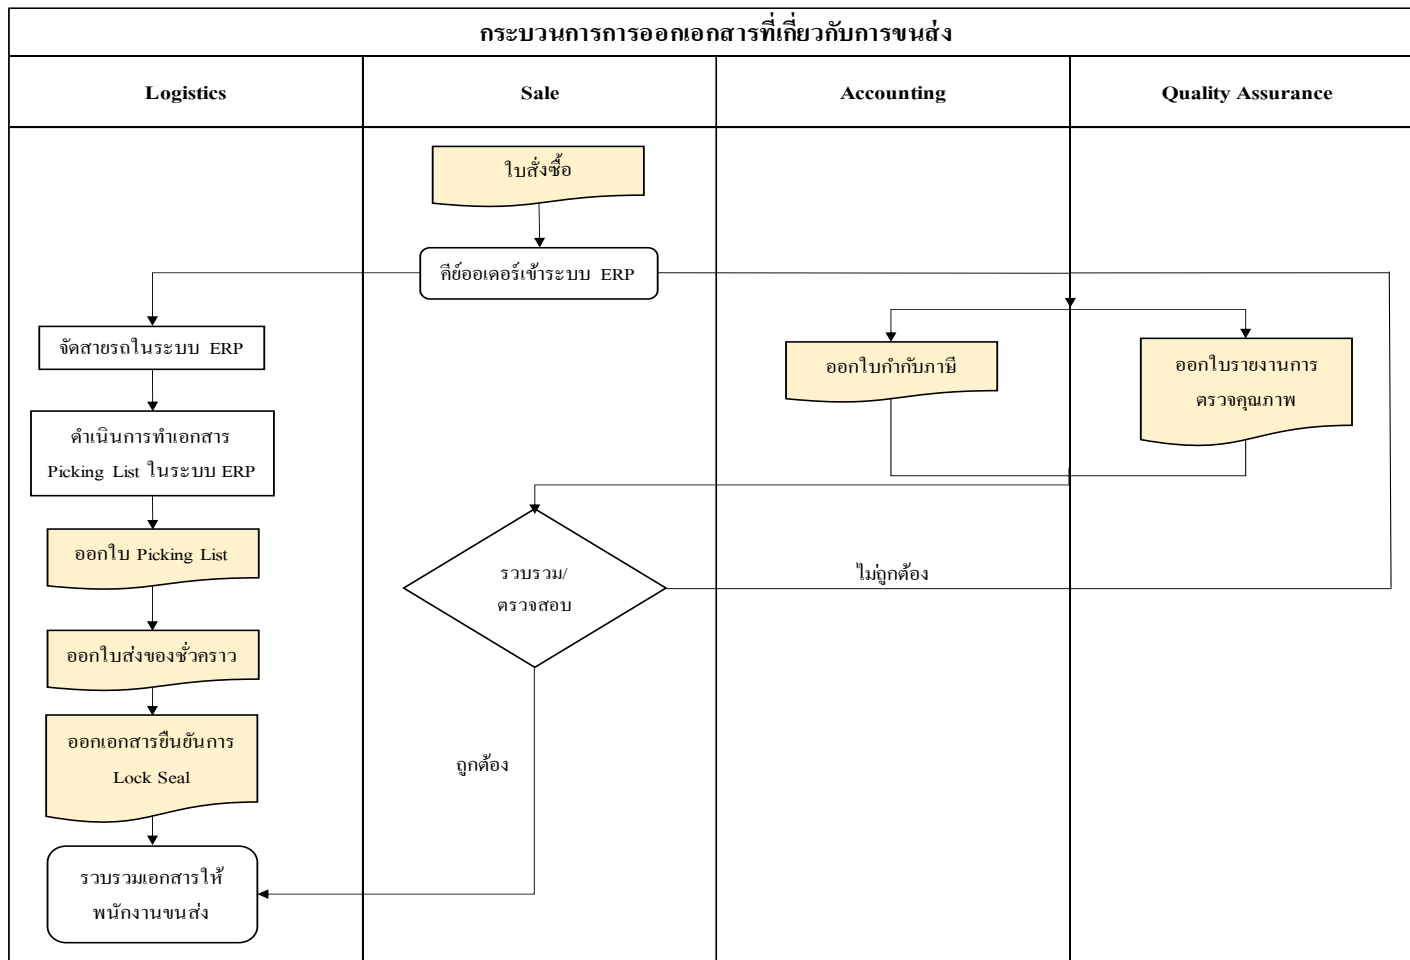 กระบวนการการออกเอกสารที่เกี่ยวกับการขนส่ง
Logistics
Sale
Accounting
Quality Assurance
ใบสั่งซื้อ
คีย์ออเดอร์เข้าระบบ ERP
จัดสายรถในระบบ ERP
ออกใบกำกับภาษี
ออกใบรายงานการ
ตรวจคุณภาพ
ดำเนินการทำเอกสาร
Picking List ในระบบ ERP
ออกใบ Picking List
รวบรวม/
ตรวจสอบ
ไม่ถูกต้อง
ออกใบส่งของชั่วคราว
ออกเอกสารยืนยันการ
Lock Seal
ถูกต้อง
รวบรวมเอกสารให้
พนักงานขนส่ง